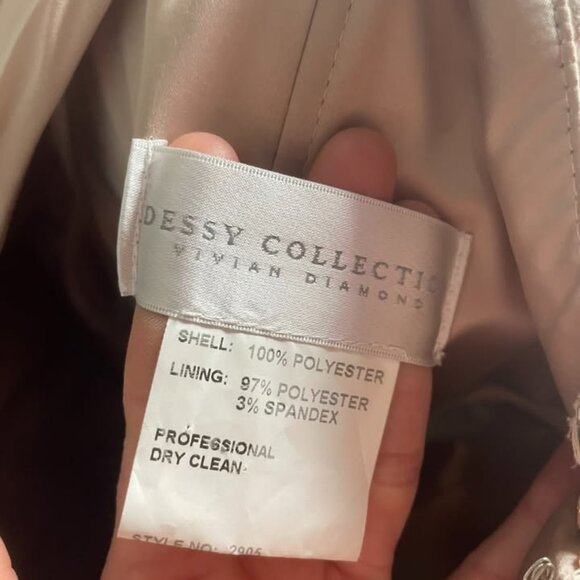 DESSY COLLECTIO
VIVIAN DIAMOND
SHELL: 100% POLYESTER
LINING: 97% POLYESTER
3% SPANDEX
PROFESSIONAL
DRY CLEAN
STYLE NO: 2905